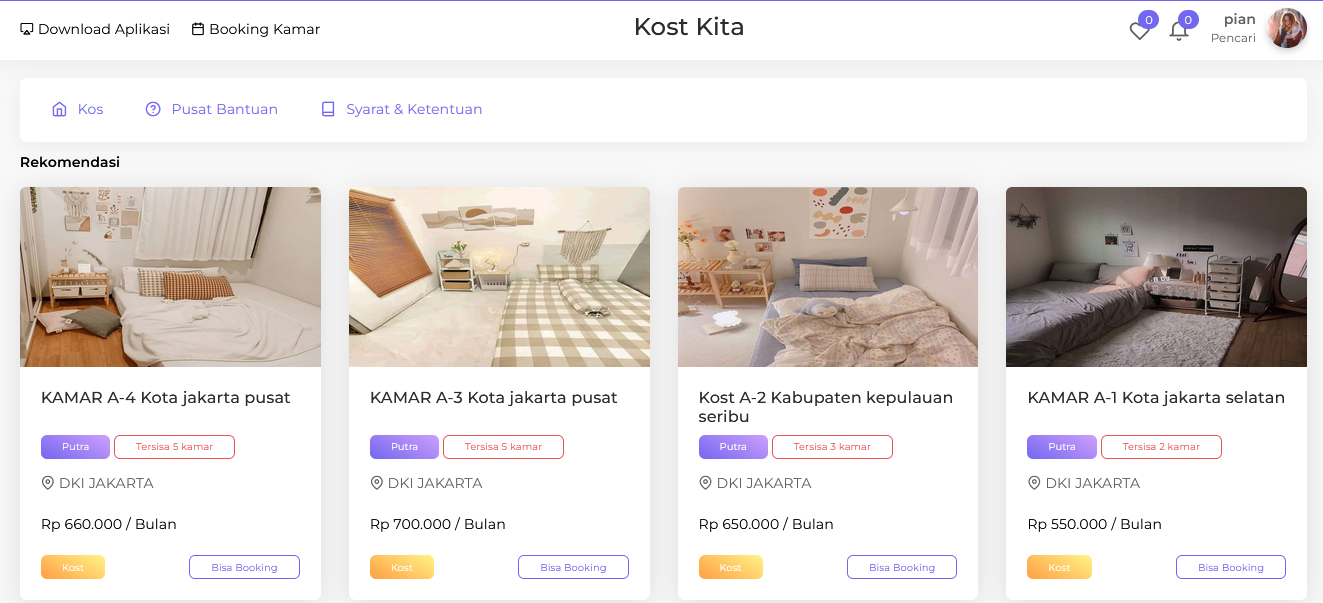 Download Aplikasi
Booking Kamar
Kost Kita
0
0
pian
Pencari
Kos
Pusat Bantuan
Syarat & Ketentuan
Rekomendasi
KAMAR A-4 Kota jakarta pusat
Putra
Tersisa 5 kamar
DKI JAKARTA
Rp 660.000 / Bulan
Kost
Bisa Booking
KAMAR A-3 Kota jakarta pusat
Putra
Tersisa 5 kamar
DKI JAKARTA
Rp 700.000 / Bulan
Kost
Bisa Booking
Kost A-2 Kabupaten kepulauan
seribu
Putra
Tersisa 3 kamar
DKI JAKARTA
Rp 650.000 / Bulan
Kost
Bisa Booking
KAMAR A-1 Kota jakarta selatan
Putra
Tersisa 2 kamar
DKI JAKARTA
Rp 550.000 / Bulan
Kost
Bisa Booking